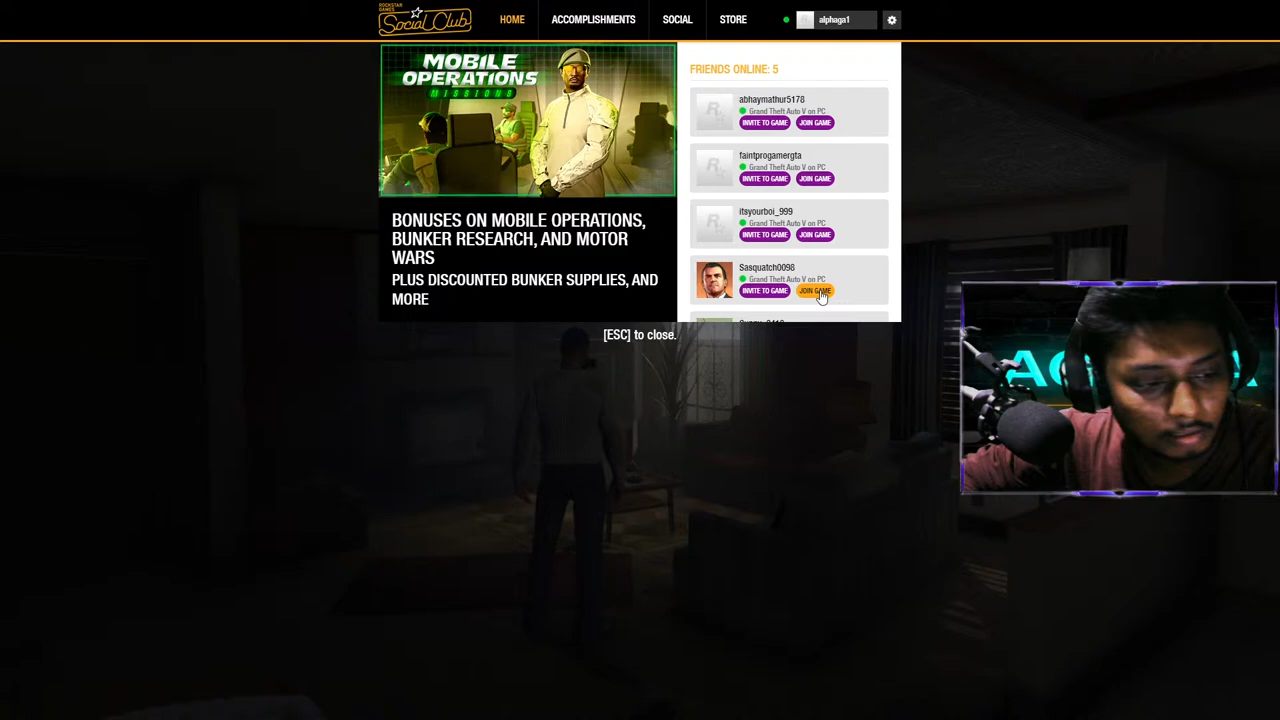 ROCKSTAR
GAMES
Social Club
HOME
ACCOMPLISHMENTS
SOCIAL
STORE
alphaga1
MOBILE
OPERATIONS
MISSIONS
BONUSES ON MOBILE OPERATIONS,
BUNKER RESEARCH, AND MOTOR
WARS
PLUS DISCOUNTED BUNKER SUPPLIES, AND
MORE
FRIENDS ONLINE: 5
abhaymathur5178
Grand Theft Auto V on PC
INVITE TO GAME JOIN GAME
faintprogamergta
Grand Theft Auto V on PC
INVITE TO GAME JOIN GAME
itsyourboi_999
Grand Theft Auto V on PC
INVITE TO GAME JOIN GAME
Sasquatch0098
Grand Theft Auto V on PC
INVITE TO GAME JOIN GAME
[ESC] to close.